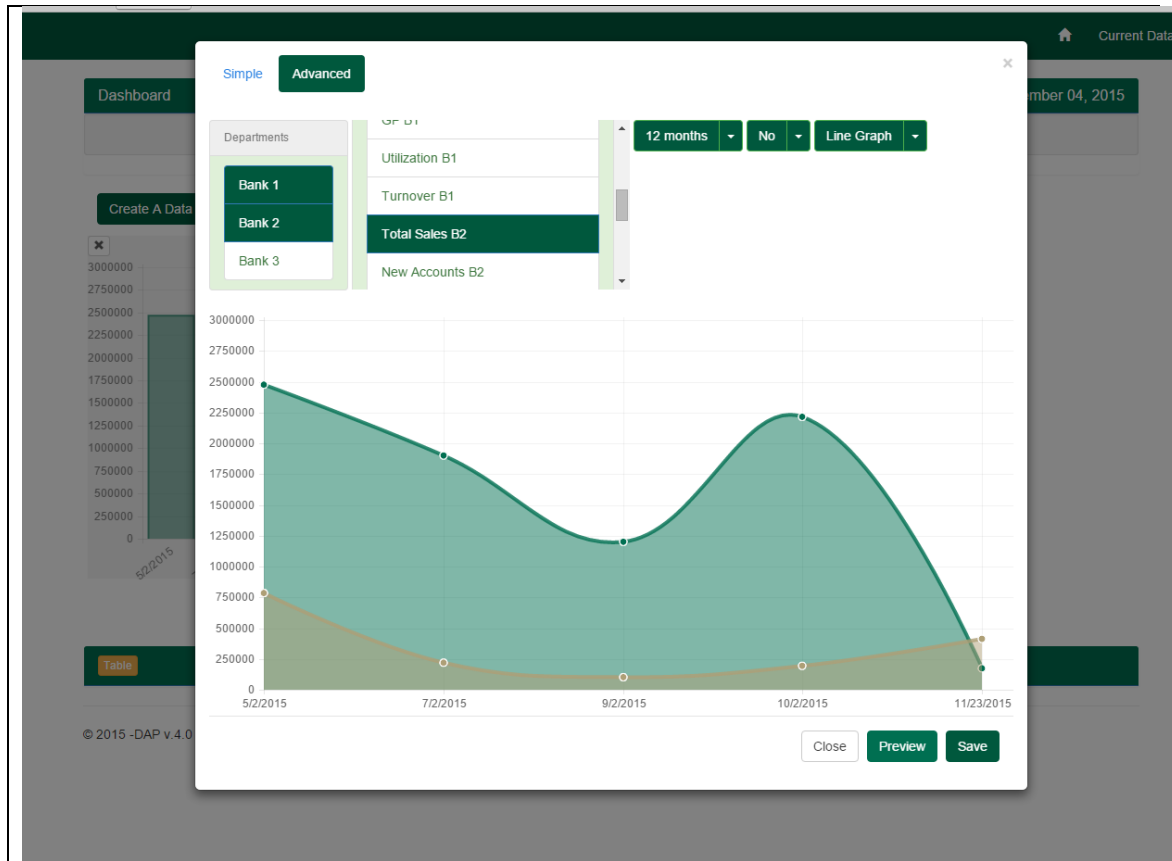 Current Data
Simple
Advanced
×
Dashboard
mber 04, 2015
Departments
Bank 1
Bank 2
Bank 3
GP B1
Utilization B1
Turnover B1
Total Sales B2
New Accounts B2
12 months
No
Line Graph
Create A Data
3000000
2750000
2500000
2250000
2000000
1750000
1500000
1250000
1000000
750000
500000
250000
0
5/2/2015
3000000
2750000
2500000
2250000
2000000
1750000
1500000
1250000
1000000
750000
500000
250000
0
5/2/2015
7/2/2015
9/2/2015
10/2/2015
11/23/2015
Table
Close
Preview
Save
© 2015 -DAP v.4.0